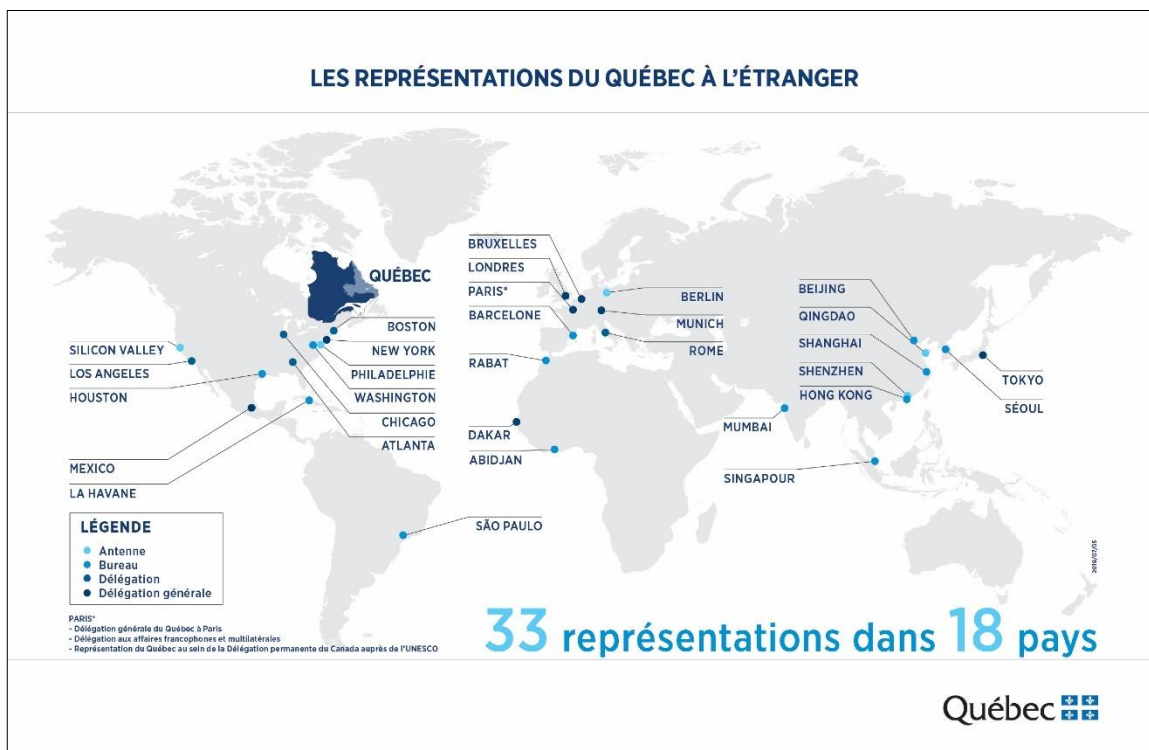 LES REPRÉSENTATIONS DU QUÉBEC À L'ÉTRANGER
QUÉBEC
SILICON VALLEY
LOS ANGELES
HOUSTON
MEXICO
LA HAVANE
BOSTON
NEW YORK
PHILADELPHIE
WASHINGTON
CHICAGO
ATLANTA
SÃO PAULO
BRUXELLES
LONDRES
PARIS*
BARCELONE
RABAT
DAKAR
ABIDJAN
BERLIN
MUNICH
ROME
BEIJING
QINGDAO
SHANGHAI
SHENZHEN
HONG KONG
MUMBAI
SINGAPOUR
TOKYO
SÉOUL
LÉGENDE
Antenne
Bureau
Délégation
Délégation générale
PARIS*
- Délégation générale du Québec à Paris
- Délégation aux affaires francophones et multilatérales
- Représentation du Québec au sein de la Délégation permanente du Canada auprès de l'UNESCO
33 représentations dans 18 pays
Québec